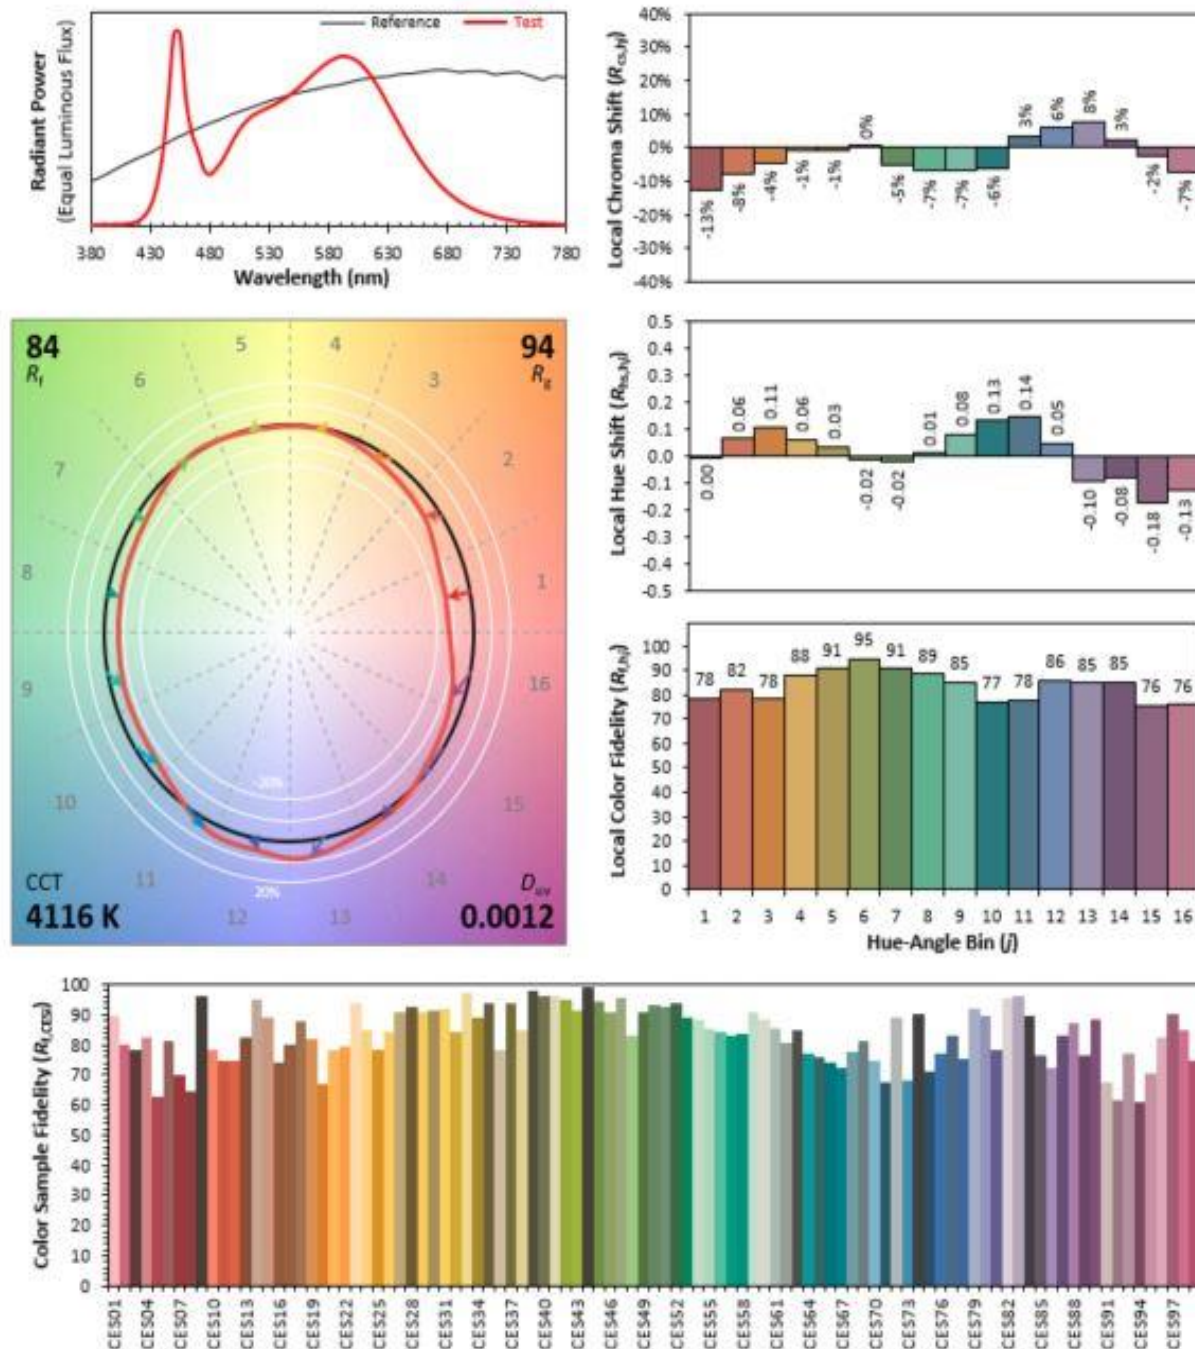 Reference
Test
Radiant Power
(Equal Luminous Flux)
380 430 480 530 580 630 680 730 780
Wavelength (nm)
Local Chroma Shift (Rcs,hj)
40%
30%
20%
10%
0%
-10%
-20%
-30%
-40%
-13% -8% -4% -1% -1% 0% -5% -7% -7% -6% 3% 6% 8% 3% -2% -7%
84
Rf
94
Rg
5 4
6 3
7 2
8 1
9 16
10 15
11 14
12 13
20%
CCT
4116 K
Duv
0.0012
Local Hue Shift (Rhs,hj)
0.5
0.4
0.3
0.2
0.1
0.0
-0.1
-0.2
-0.3
-0.4
-0.5
0.00 0.06 0.11 0.06 0.03 -0.02 -0.02 0.01 0.08 0.13 0.14 0.05 -0.10 -0.08 -0.18 -0.13
Local Color Fidelity (Rf,hj)
100
90
80
70
60
50
40
30
20
10
0
78 82 78 88 91 95 91 89 85 77 78 86 85 85 76 76
1 2 3 4 5 6 7 8 9 10 11 12 13 14 15 16
Hue-Angle Bin (j)
Color Sample Fidelity (Rf,CESi)
100
90
80
70
60
50
40
30
20
10
0
CES01 CES04 CES07 CES10 CES13 CES16 CES19 CES22 CES25 CES28 CES31 CES34 CES37 CES40 CES43 CES46 CES49 CES52 CES55 CES58 CES61 CES64 CES67 CES70 CES73 CES76 CES79 CES82 CES85 CES88 CES91 CES94 CES97